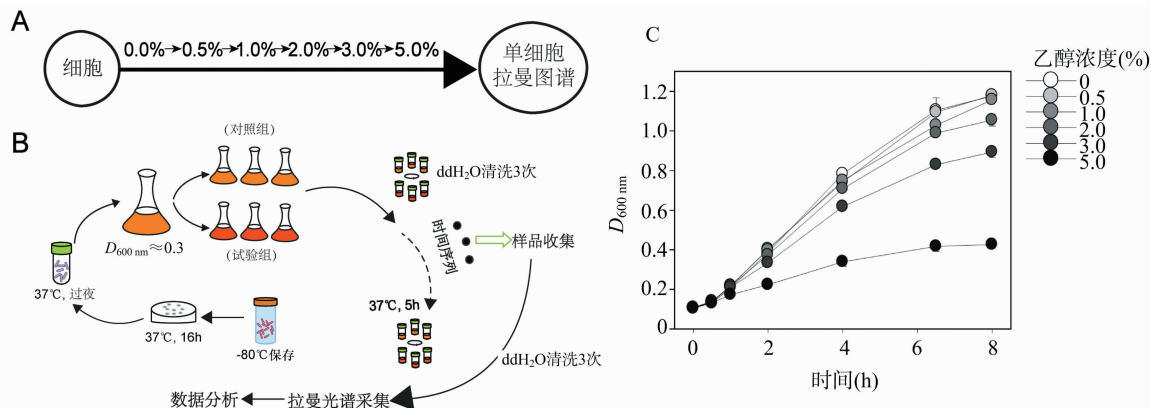 A
细胞
0.0%→0.5%→1.0%→2.0%→3.0%→5.0%
单细胞
拉曼图谱
B
(对照组)
(试验组)
D600 nm≈0.3
37℃, 过夜
37℃, 16h
-80℃保存
ddH₂O清洗3次
时间序列
样品收集
37℃, 5h
ddH₂O清洗3次
拉曼光谱采集
数据分析
C
乙醇浓度(%)
0
0.5
1.0
2.0
3.0
5.0
D600 nm
1.2
1.0
0.8
0.6
0.4
0.2
0
0 2 4 6 8
时间(h)